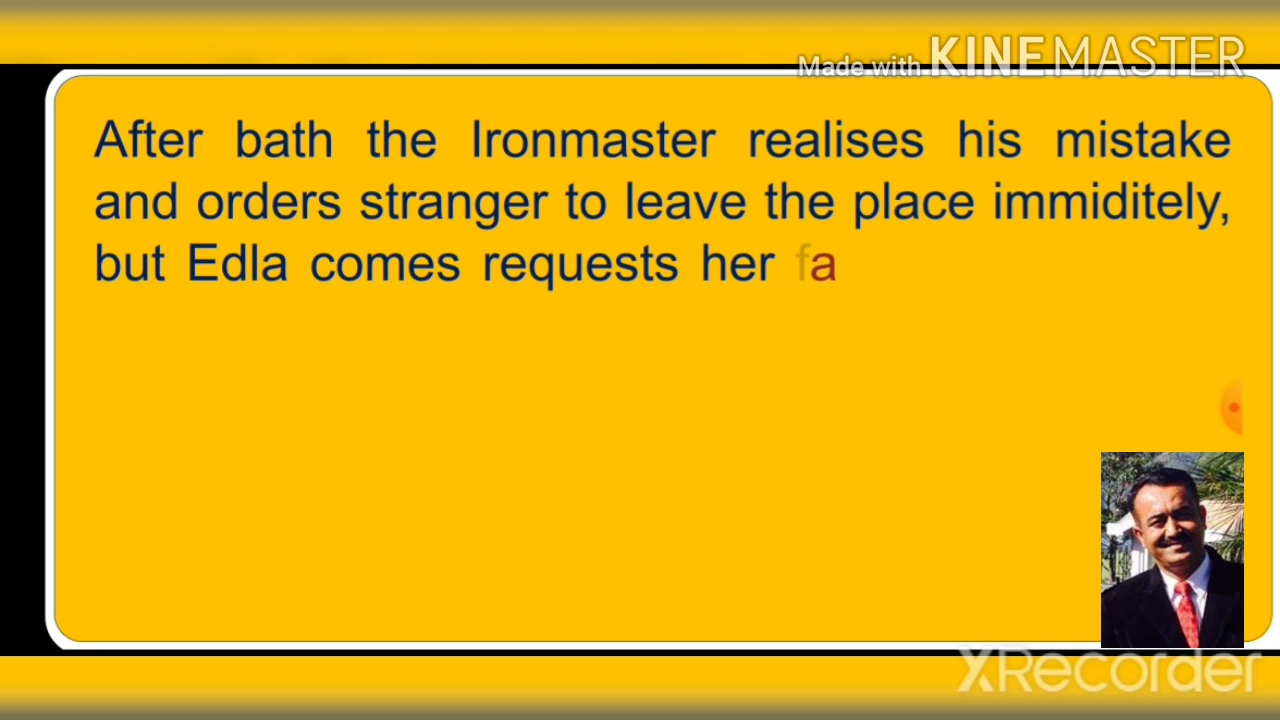 Made with KINEMASTER
After bath the Ironmaster realises his mistake
and orders stranger to leave the place immiditely,
but Edla comes requests her fa
XRecorder